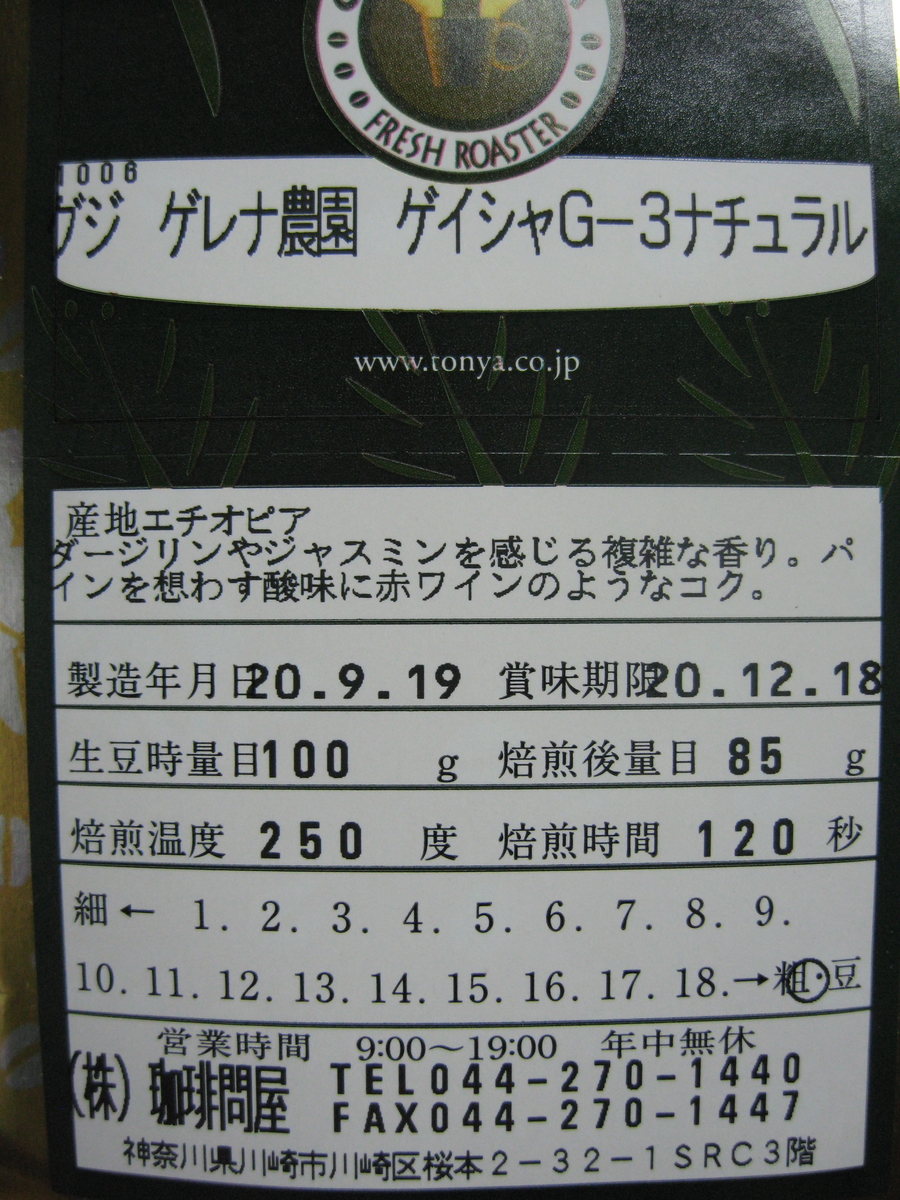 FRESH ROASTER
1006
グジ ゲレナ農園 ゲイシャG-3ナチュラル
www.tonya.co.jp
産地エチオピア
ダージリンやジャスミンを感じる複雑な香り。パ
インを想わす酸味に赤ワインのようなコク。
製造年月日20.9.19 賞味期限20.12.18
生豆時量目100 g 焙煎後量目 85 g
焙煎温度 250 度 焙煎時間 120 秒
細← 1. 2. 3. 4. 5. 6. 7. 8. 9.
10. 11. 12. 13. 14. 15. 16. 17. 18.→粗・豆
営業時間 9:00〜19:00 年中無休
(株)珈琲問屋 TEL044-270-1440
FAX044-270-1447
神奈川県川崎市川崎区桜本2-32-1SRC3階